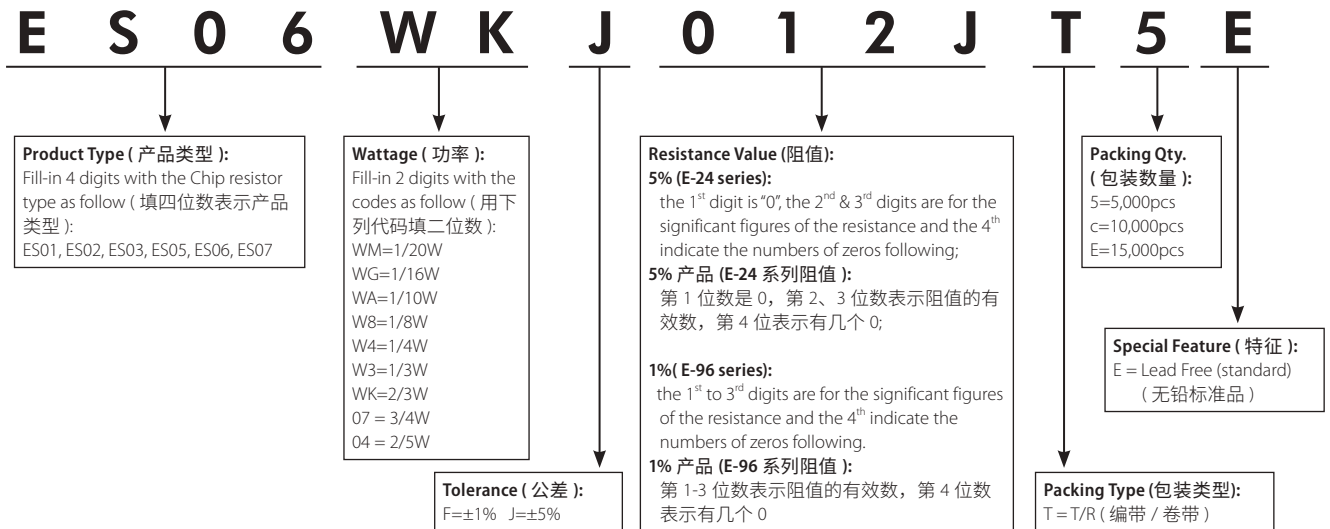 E S 0 6 W K J 0 1 2 J T 5 E
Product Type ( 产品类型 ):
Fill-in 4 digits with the Chip resistor
type as follow ( 填四位数表示产品
类型 ):
ES01, ES02, ES03, ES05, ES06, ES07
Wattage ( 功率 ):
Fill-in 2 digits with the
codes as follow ( 用下
列代码填二位数 ):
WM=1/20W
WG=1/16W
WA=1/10W
W8=1/8W
W4=1/4W
W3=1/3W
WK=2/3W
07 = 3/4W
04 = 2/5W
Tolerance ( 公差 ):
F=±1% J=±5%
Resistance Value (阻值):
5% (E-24 series):
the 1st digit is “0”, the 2nd & 3rd digits are for the
significant figures of the resistance and the 4th
indicate the numbers of zeros following;
5% 产品 (E-24 系列阻值 ):
第 1 位数是 0，第 2、3 位数表示阻值的有
效数，第 4 位表示有几个 0;
1%( E-96 series):
the 1st to 3rd digits are for the significant figures
of the resistance and the 4th indicate the
numbers of zeros following.
1% 产品 (E-96 系列阻值 ):
第 1-3 位数表示阻值的有效数，第 4 位数
表示有几个 0
Packing Type (包装类型):
T = T/R ( 编带 / 卷带 )
Packing Qty.
( 包装数量 ):
5=5,000pcs
c=10,000pcs
E=15,000pcs
Special Feature ( 特征 ):
E = Lead Free (standard)
( 无铅标准品 )